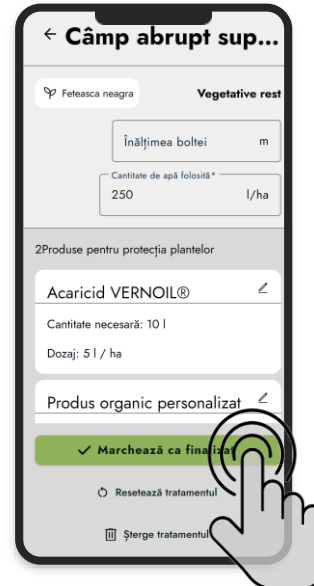 ← Câmp abrupt sup...
Feteasca neagra
Vegetative rest
Înălțimea boltei m
Cantitate de apă folosită *
250 l/ha
2Produse pentru protecția plantelor
Acaricid VERNOIL®
Cantitate necesară: 10 l
Dozaj: 5 l / ha
Produs organic personalizat
Marchează ca finalizat
Resetează tratamentul
Șterge tratamentul